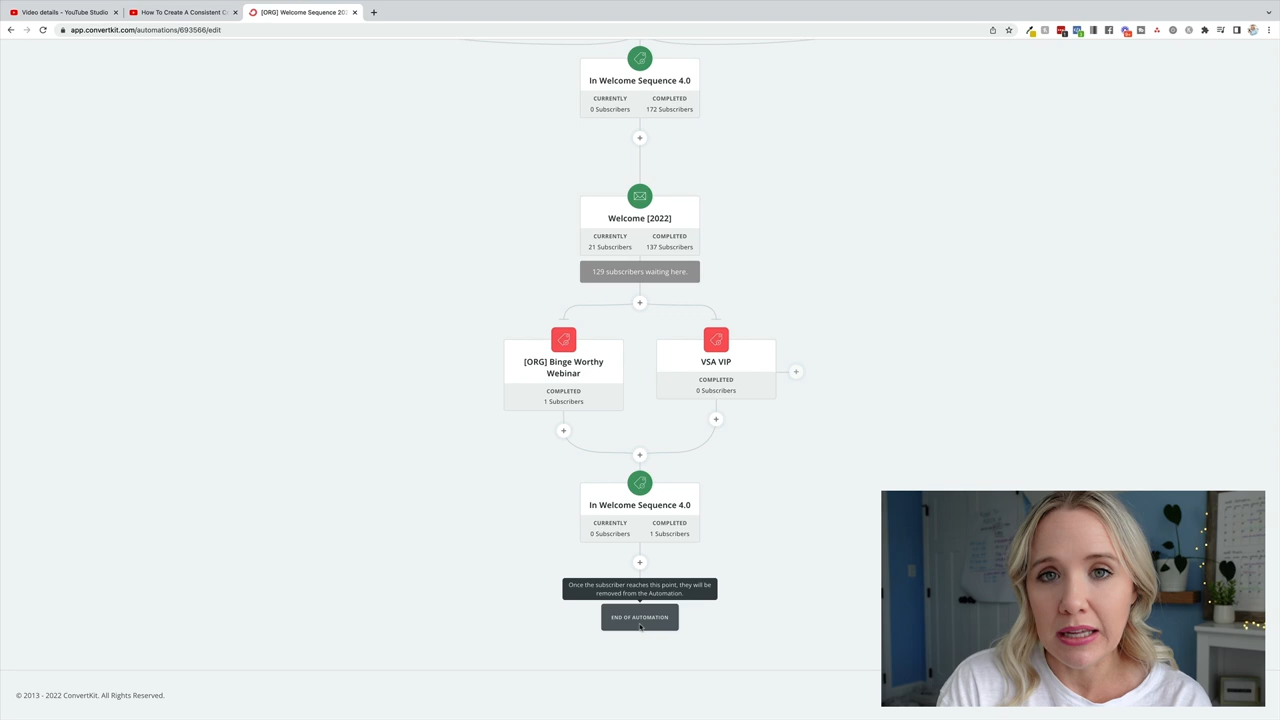 Video details - YouTube Studio
How To Create A Consistent C
[ORG] Welcome Sequence 202
app.convertkit.com/automations/693566/edit
In Welcome Sequence 4.0
CURRENTLY COMPLETED
0 Subscribers 172 Subscribers
Welcome [2022]
CURRENTLY COMPLETED
21 Subscribers 137 Subscribers
129 subscribers waiting here.
[ORG] Binge Worthy
Webinar
COMPLETED
1 Subscribers
VSA VIP
COMPLETED
0 Subscribers
In Welcome Sequence 4.0
CURRENTLY COMPLETED
0 Subscribers 1 Subscribers
Once the subscriber reaches this point, they will be
removed from the Automation.
END OF AUTOMATION
© 2013 - 2022 ConvertKit. All Rights Reserved.